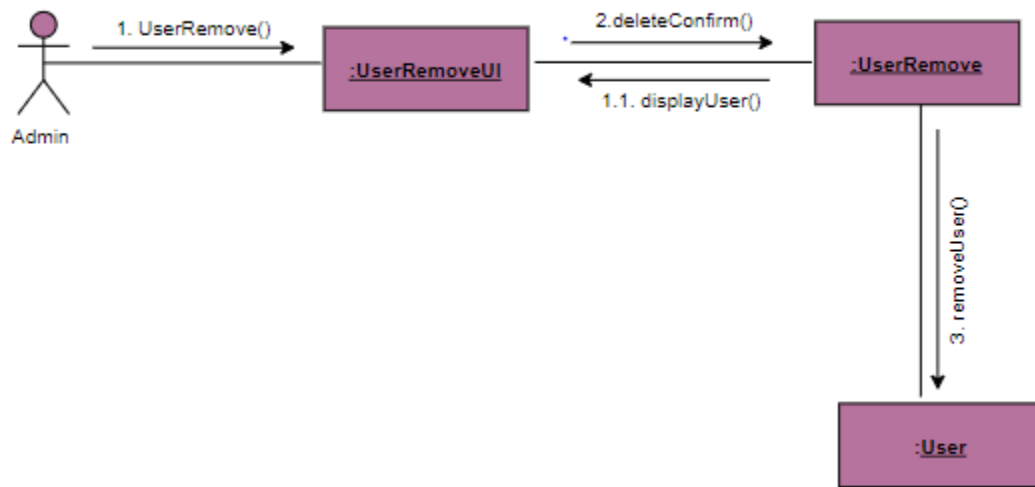 1. UserRemove()
2.deleteConfirm()
:UserRemoveUI
:UserRemove
1.1. displayUser()
Admin
3. removeUser()
:User